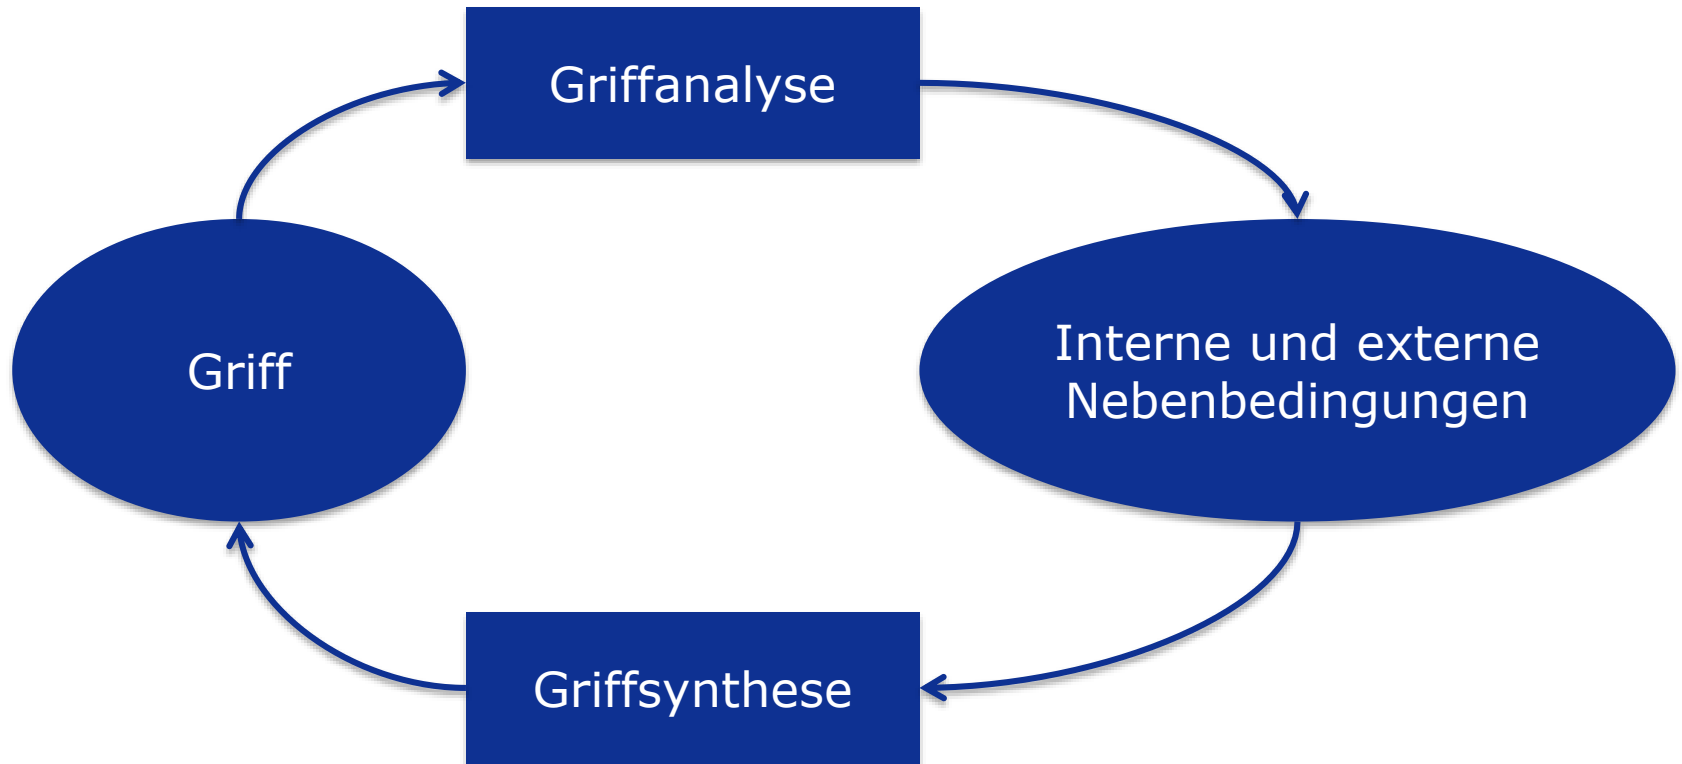 Griffanalyse
Griff
Interne und externe
Nebenbedingungen
Griffsynthese